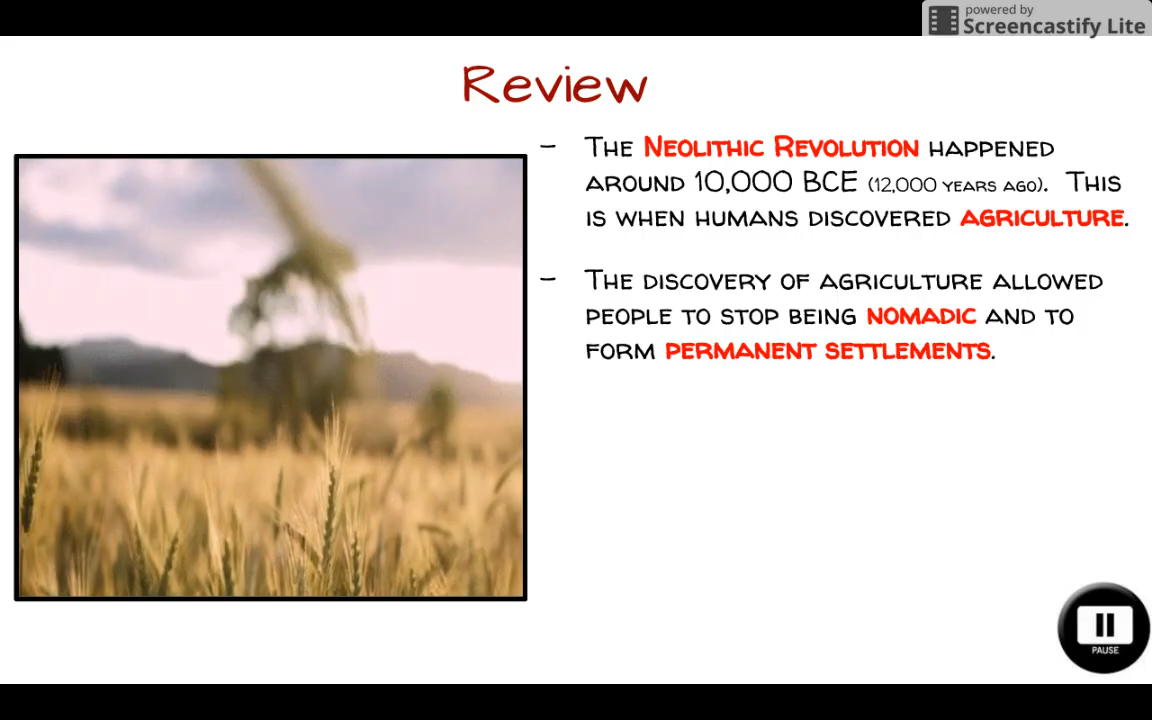 powered by
Screencastify Lite
Review
- The Neolithic Revolution happened
around 10,000 BCE (12,000 years ago). This
is when humans discovered agriculture.
- The discovery of agriculture allowed
people to stop being nomadic and to
form permanent settlements.
PAUSE